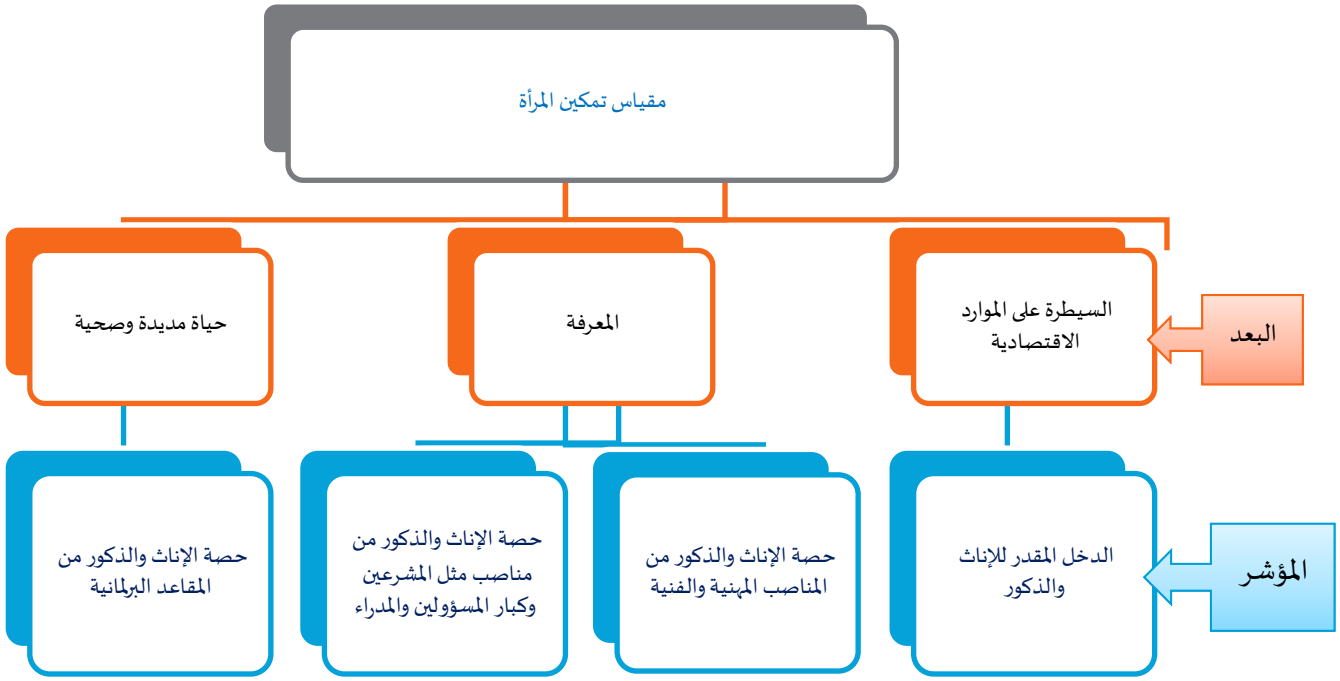 مقياس تمكين المرأة
البعد
السيطرة على الموارد
الاقتصادية
المعرفة
حياة مديدة وصحية
المؤشر
الدخل المقدر للإناث
والذكور
حصة الإناث والذكور من
المناصب المهنية والفنية
حصة الإناث والذكور من
مناصب مثل المشرعين
وكبار المسؤولين والمدراء
حصة الإناث والذكور من
المقاعد البرلمانية